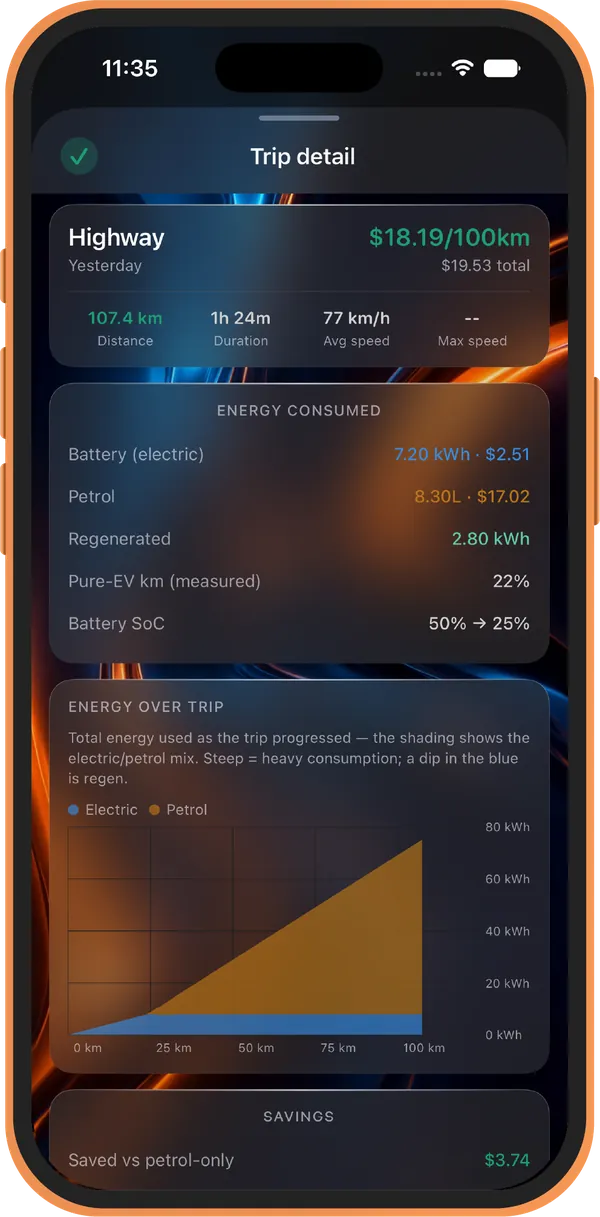 11:35
Trip detail
Highway
$18.19/100km
Yesterday
$19.53 total
107.4 km
1h 24m
77 km/h
--
Distance
Duration
Avg speed
Max speed
ENERGY CONSUMED
Battery (electric)
7.20 kWh · $2.51
Petrol
8.30L · $17.02
Regenerated
2.80 kWh
Pure-EV km (measured)
22%
Battery SoC
50% → 25%
ENERGY OVER TRIP
Total energy used as the trip progressed — the shading shows the
electric/petrol mix. Steep = heavy consumption; a dip in the blue
is regen.
Electric
Petrol
80 kWh
60 kWh
40 kWh
20 kWh
0 kWh
0 km
25 km
50 km
75 km
100 km
SAVINGS
Saved vs petrol-only
$3.74